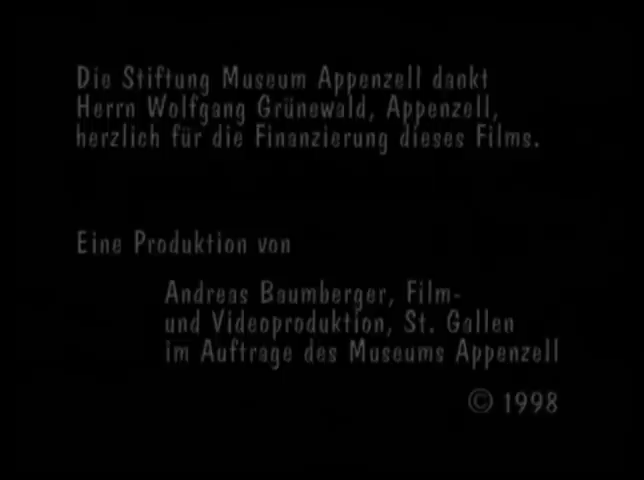 Die Stiftung Museum Appenzell dankt
Herrn Wolfgang Grünewald, Appenzell,
herzlich für die Finanzierung dieses Films.
Eine Produktion von
Andreas Baumberger, Film-
und Videoproduktion, St. Gallen
im Auftrage des Museums Appenzell
© 1998